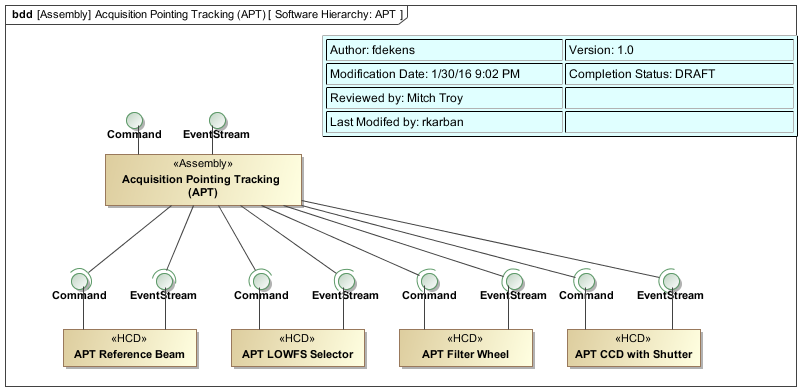 bdd [Assembly] Acquisition Pointing Tracking (APT) [ Software Hierarchy: APT ]
Author: fdekens
Version: 1.0
Modification Date: 1/30/16 9:02 PM
Completion Status: DRAFT
Reviewed by: Mitch Troy
Last Modifed by: rkarban
Command
EventStream
«Assembly»
Acquisition Pointing Tracking
(APT)
Command
EventStream
Command
EventStream
Command
EventStream
Command
EventStream
«HCD»
APT Reference Beam
«HCD»
APT LOWFS Selector
«HCD»
APT Filter Wheel
«HCD»
APT CCD with Shutter